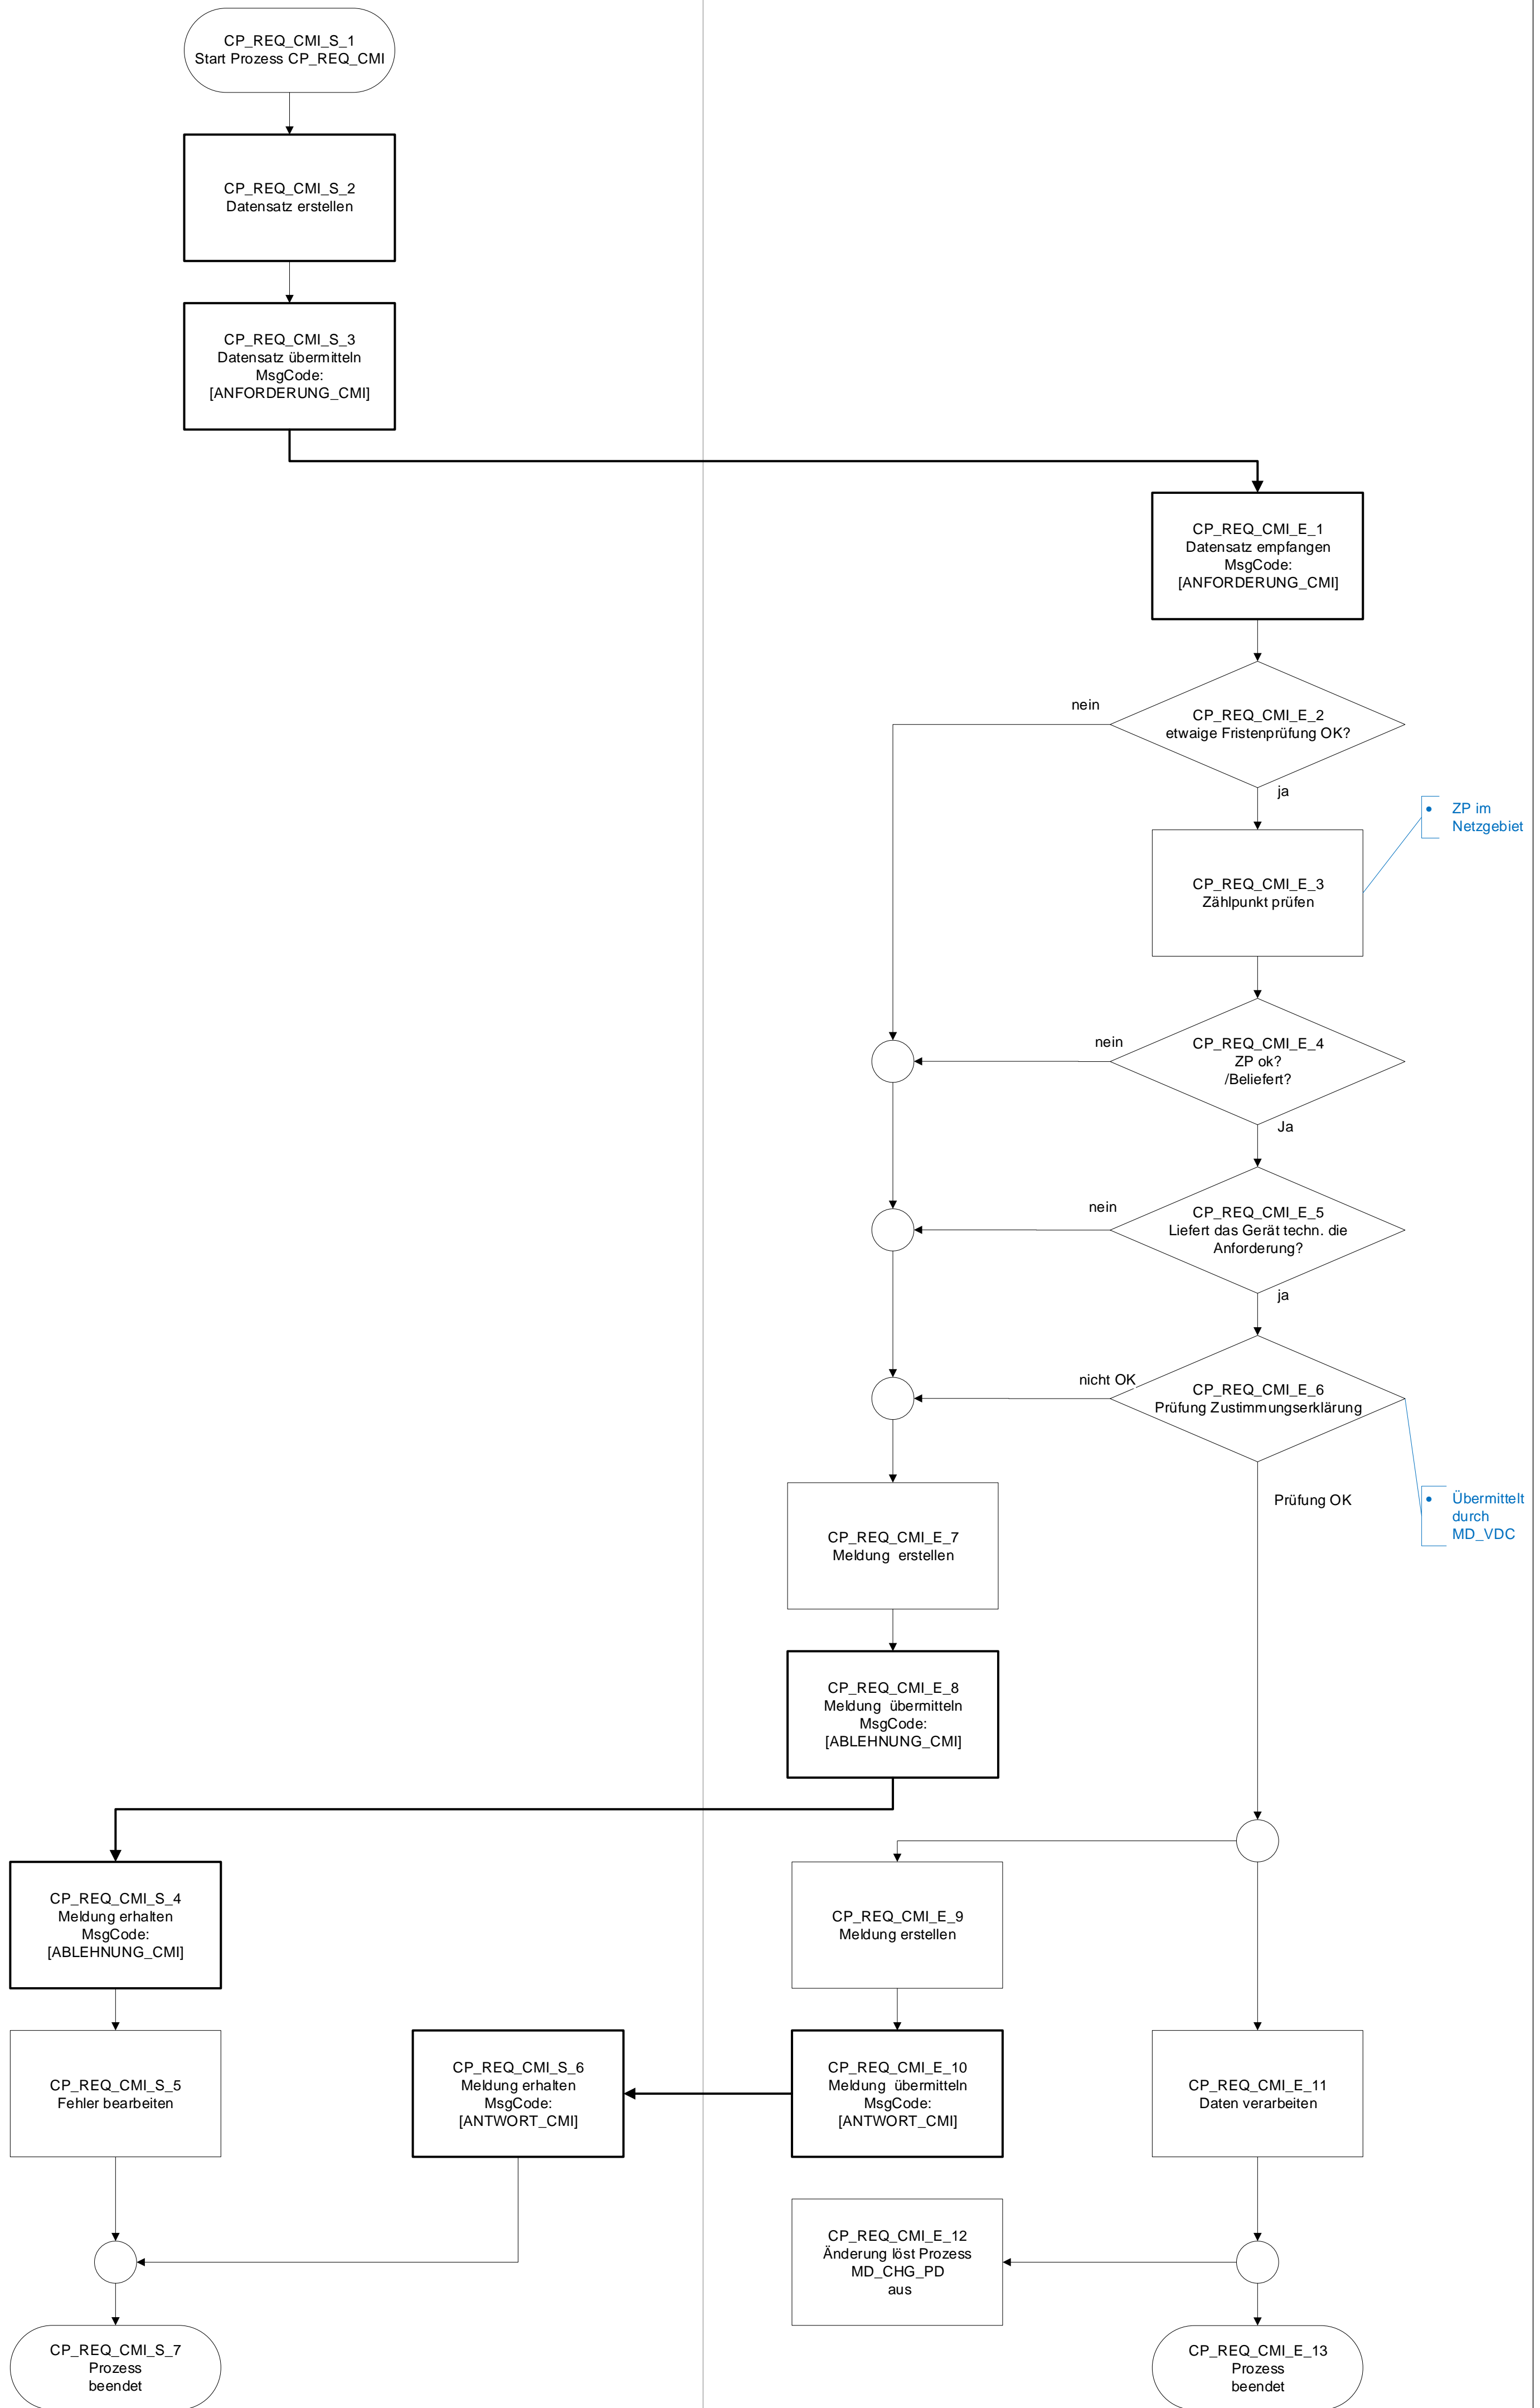 CP_REQ_CMI_S_1
Start Prozess CP_REQ_CMI
CP_REQ_CMI_S_2
Datensatz erstellen
CP_REQ_CMI_S_3
Datensatz übermitteln
MsgCode:
[ANFORDERUNG_CMI]
CP_REQ_CMI_E_1
Datensatz empfangen
MsgCode:
[ANFORDERUNG_CMI]
nein
CP_REQ_CMI_E_2
etwaige Fristenprüfung OK?
ja
• ZP im
Netzgebiet
CP_REQ_CMI_E_3
Zählpunkt prüfen
nein
CP_REQ_CMI_E_4
ZP ok?
/Beliefert?
Ja
nein
CP_REQ_CMI_E_5
Liefert das Gerät techn. die
Anforderung?
ja
nicht OK
CP_REQ_CMI_E_6
Prüfung Zustimmungserklärung
Prüfung OK
• Übermittelt
durch
MD_VDC
CP_REQ_CMI_E_7
Meldung erstellen
CP_REQ_CMI_E_8
Meldung übermitteln
MsgCode:
[ABLEHNUNG_CMI]
CP_REQ_CMI_S_4
Meldung erhalten
MsgCode:
[ABLEHNUNG_CMI]
CP_REQ_CMI_E_9
Meldung erstellen
CP_REQ_CMI_S_5
Fehler bearbeiten
CP_REQ_CMI_S_6
Meldung erhalten
MsgCode:
[ANTWORT_CMI]
CP_REQ_CMI_E_10
Meldung übermitteln
MsgCode:
[ANTWORT_CMI]
CP_REQ_CMI_E_11
Daten verarbeiten
CP_REQ_CMI_E_12
Änderung löst Prozess
MD_CHG_PD
aus
CP_REQ_CMI_S_7
Prozess
beendet
CP_REQ_CMI_E_13
Prozess
beendet